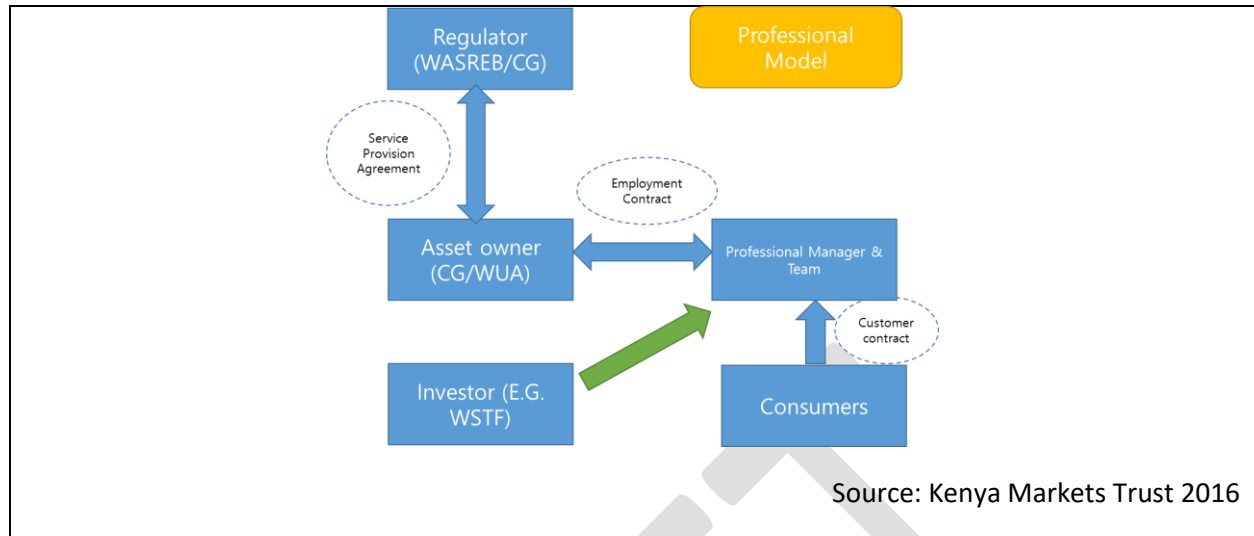 Regulator
(WASREB/CG)
Professional
Model
Service
Provision
Agreement
Employment
Contract
Asset owner
(CG/WUA)
Professional Manager &
Team
Customer
contract
Investor (E.G.
WSTF)
Consumers
Source: Kenya Markets Trust 2016